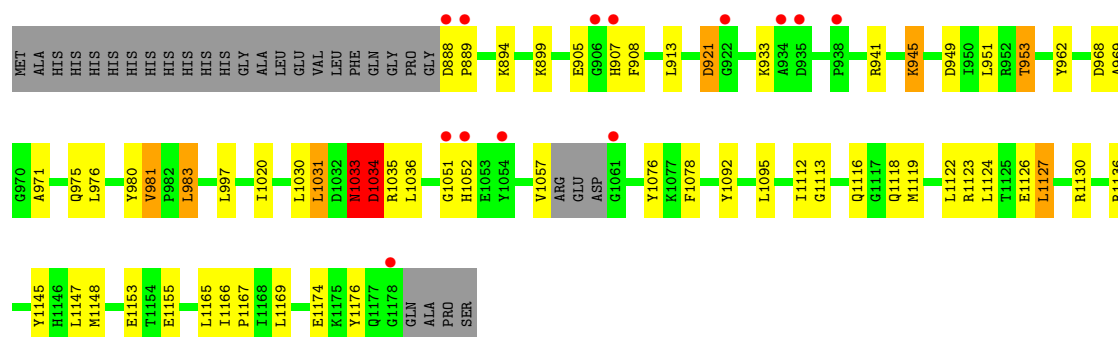 MET ALA HIS HIS HIS HIS HIS HIS HIS HIS HIS HIS GLY ALA LEU GLU VAL LEU PHE GLN GLY PRO GLY D888 P889 K894 K899 E905 G906 H907 F908 L913 D921 G922 K933 A934 D935 P938 R941 K945 D949 I950 L951 R952 T953 Y962 D968 A969
G970 A971 Q975 L976 Y980 V981 P982 L983 L997 I1020 L1030 L1031 D1032 N1033 D1034 R1035 L1036 G1051 H1052 E1053 Y1054 V1057 ARG GLU ASP G1061 Y1076 K1077 F1078 Y1092 L1095 I1112 G1113 Q1116 G1117 Q1118 M1119 L1122 R1123 L1124 T1125 E1126 L1127 R1130
Y1145 H1146 L1147 M1148 E1153 T1154 E1155 L1165 I1166 P1167 I1168 L1169 E1174 K1175 Y1176 Q1177 G1178 GLN ALA PRO SER